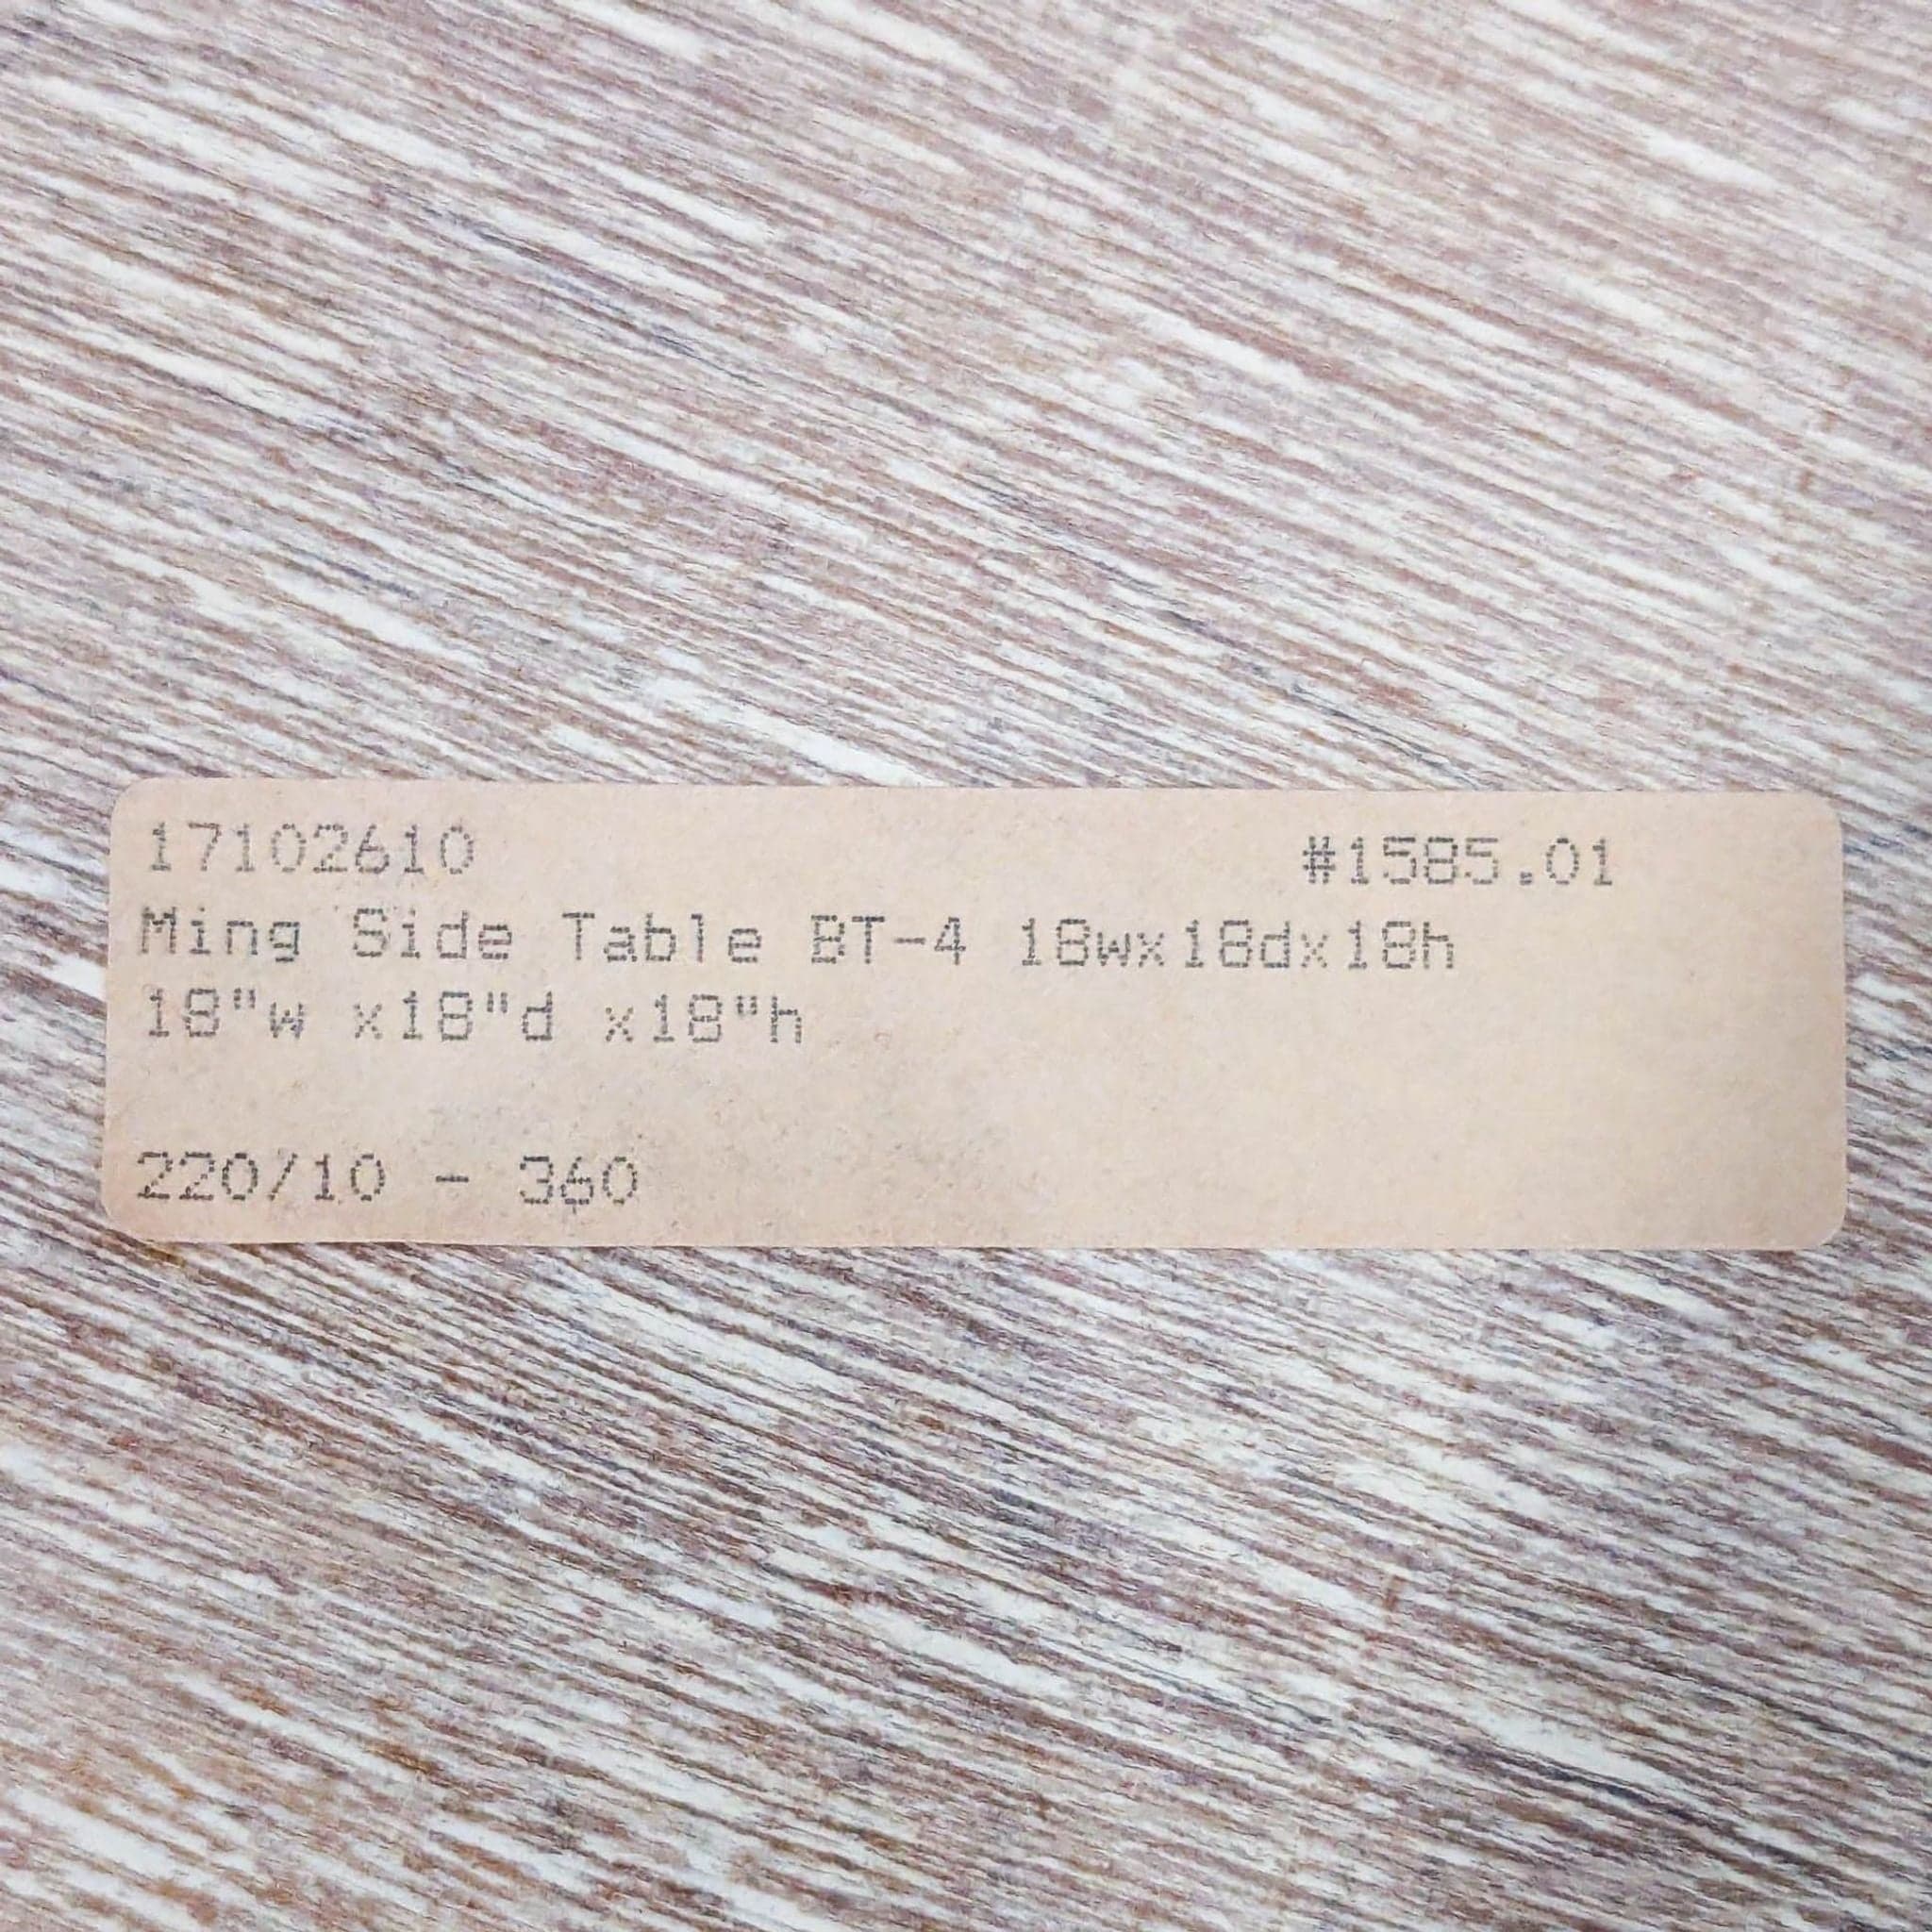 17102610 #1585.01
Ming Side Table BT-4 18wx18dx18h
18"w x18"d x18"h
220/10 - 360